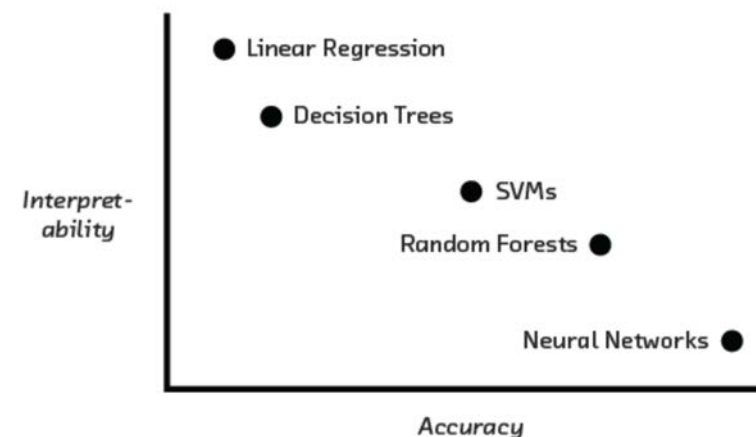 Linear Regression
Decision Trees
SVMs
Interpret-
ability
Random Forests
Neural Networks
Accuracy